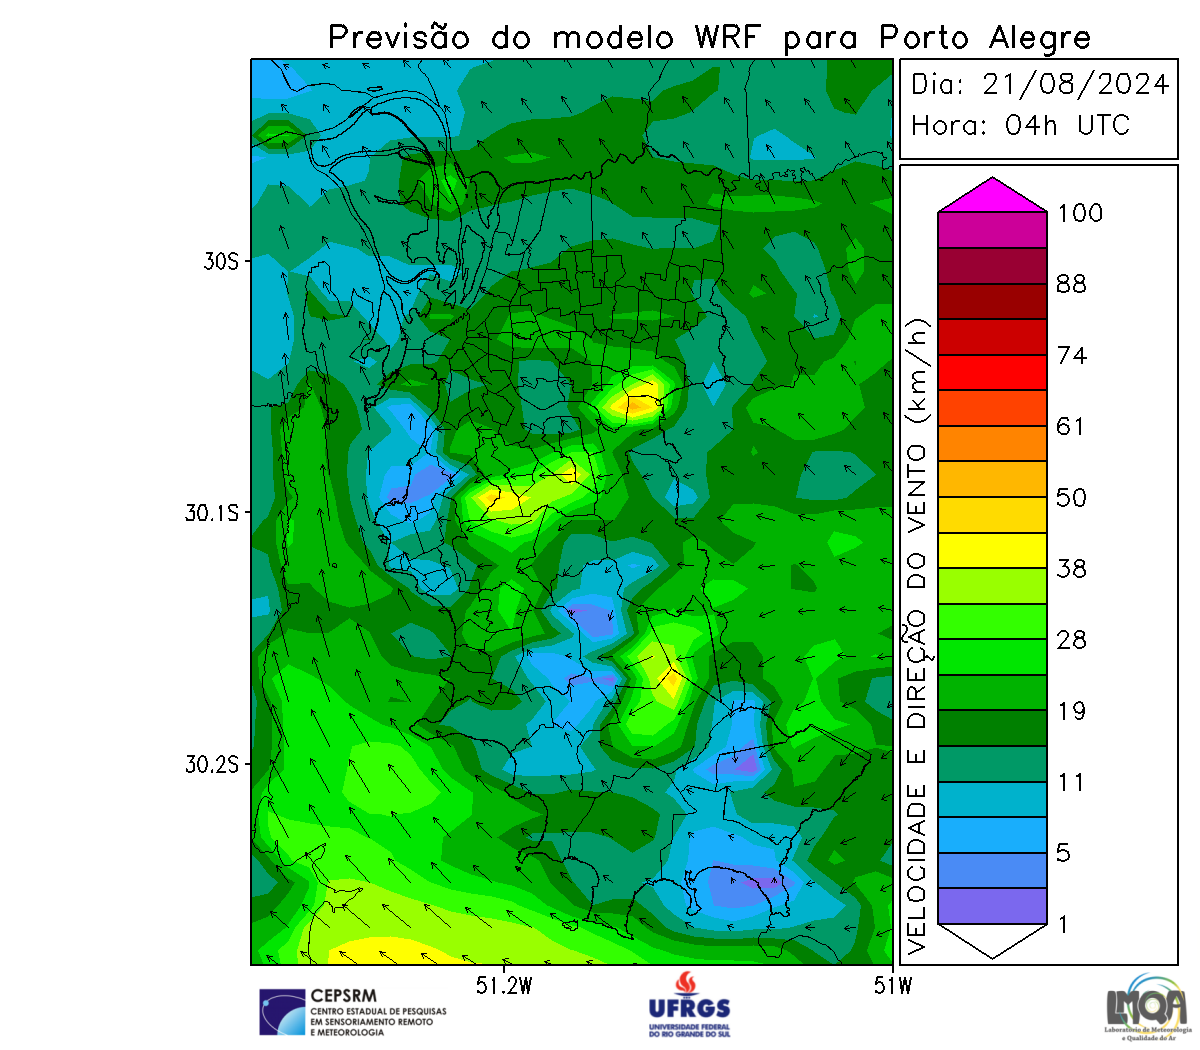 Previsão do modelo WRF para Porto Alegre
Dia: 21/08/2024
Hora: 04h UTC
100
88
74
61
50
38
28
19
11
5
1
VELOCIDADE E DIREÇÃO DO VENTO (km/h)
30S
30.1S
30.2S
51.2W
51W
CEPSRM
CENTRO ESTADUAL DE PESQUISAS
EM SENSORIAMENTO REMOTO
E METEOROLOGIA
UFRGS
UNIVERSIDADE FEDERAL
DO RIO GRANDE DO SUL
LMQA
Laboratório de Meteorologia
e Qualidade do Ar